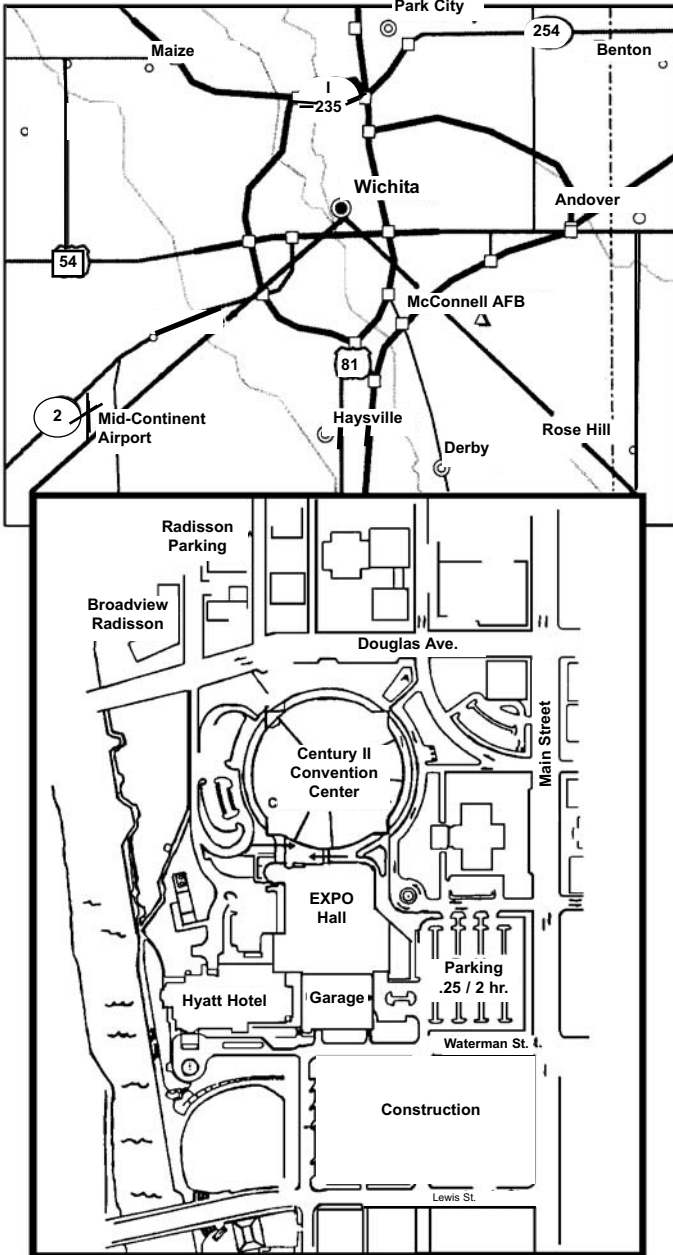 Park City
254
Maize
Benton
I
235
Wichita
Andover
54
McConnell AFB
81
2
Mid-Continent
Airport
Haysville
Rose Hill
Derby
Radisson
Parking
Broadview
Radisson
Douglas Ave.
Main Street
Century II
Convention
Center
C
EXPO
Hall
Parking
.25 / 2 hr.
Hyatt Hotel
Garage
Waterman St.
Construction
Lewis St.